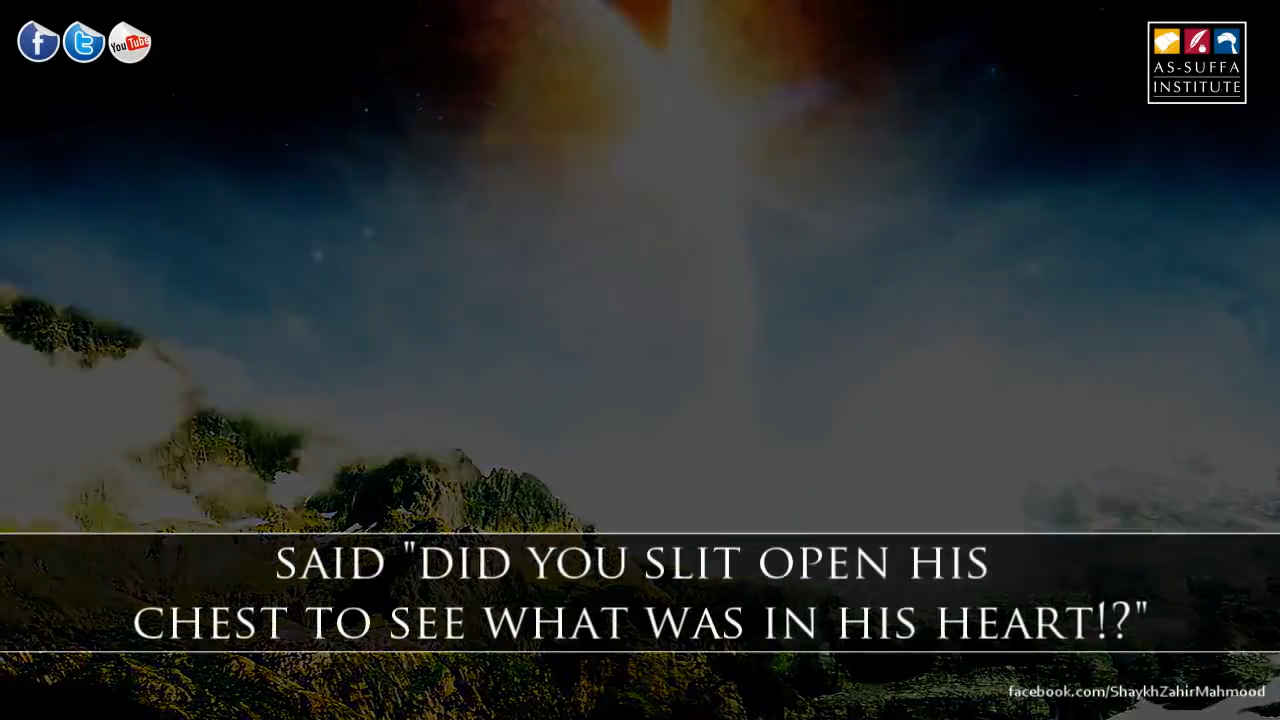 f
t
YouTube
AS-SUFFA
INSTITUTE
SAID "DID YOU SLIT OPEN HIS
CHEST TO SEE WHAT WAS IN HIS HEART!?"
facebook.com/ShaykhZahirMahmood